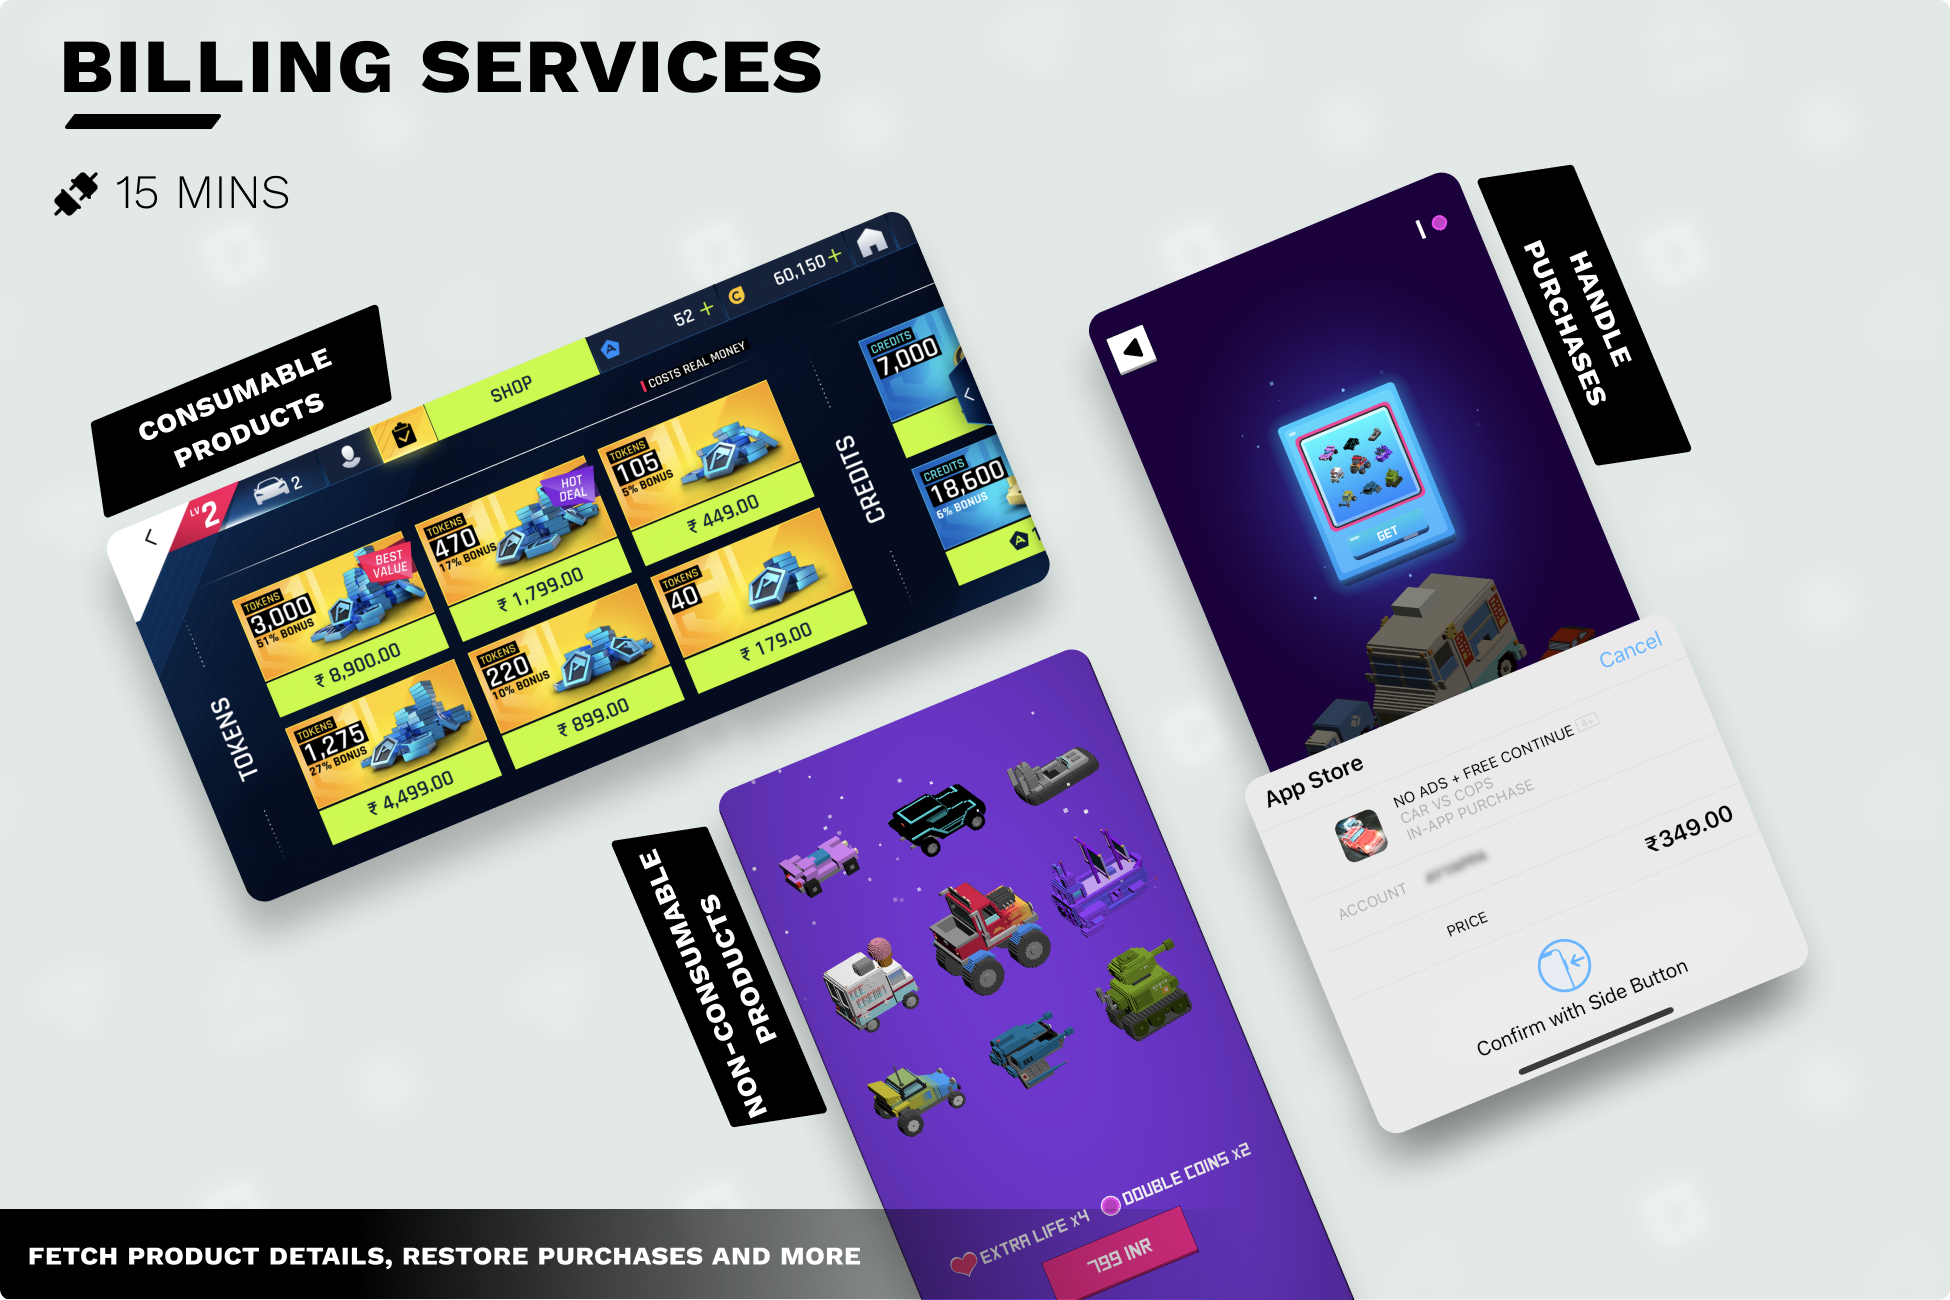 BILLING SERVICES
15 MINS
CONSUMABLE
PRODUCTS
LV 2
2
SHOP
52
60,150
COSTS REAL MONEY
TOKENS
TOKENS
3,000
51% BONUS
BEST
VALUE
₹ 8,900.00
TOKENS
470
17% BONUS
HOT
DEAL
₹ 1,799.00
TOKENS
105
5% BONUS
₹ 449.00
TOKENS
1,275
27% BONUS
₹ 4,499.00
TOKENS
220
10% BONUS
₹ 899.00
TOKENS
40
₹ 179.00
CREDITS
CREDITS
7,000
CREDITS
18,600
6% BONUS
NON-CONSUMABLE
PRODUCTS
EXTRA LIFE x4
DOUBLE COINS x2
799 INR
HANDLE
PURCHASES
GET
App Store
Cancel
NO ADS + FREE CONTINUE 4+
CAR VS COPS
IN-APP PURCHASE
ACCOUNT
PRICE
₹349.00
Confirm with Side Button
FETCH PRODUCT DETAILS, RESTORE PURCHASES AND MORE